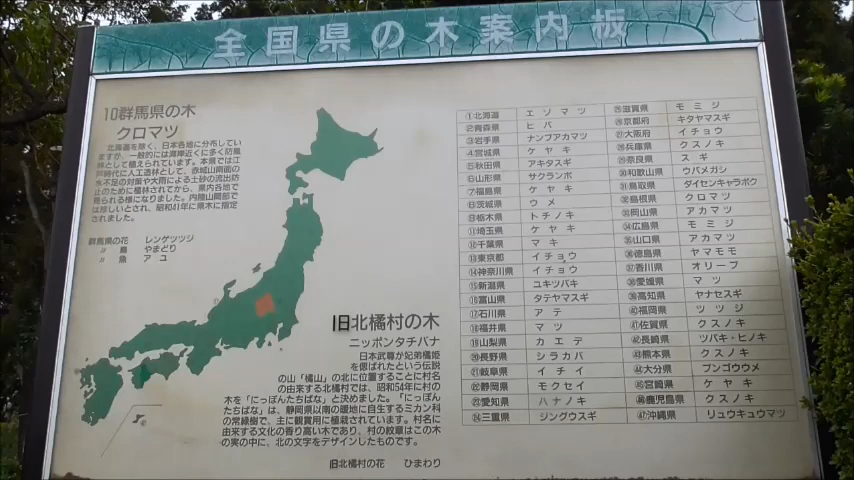 全国県の木案内板
10群馬県の木
クロマツ
北海道を除く、日本各地に分布してい
ますが、一般的には海岸近くに多く防風
林として植えられています。本県では江
戸時代に人工造林として、赤城山南面の
水不足の対策や大雨による土砂の流出防
止のために植林されてから、県内各地で
見られる様になりました。内陸山間部で
は珍しいとされ、昭和41年に県木に指定
されました。
群馬県の花 レンゲツツジ
〃 鳥 やまどり
〃 魚 アユ
旧北橘村の木
ニッポンタチバナ
日本武尊が妃弟橘姫
を偲ばれたという伝説
の山「橘山」の北に位置することに村名
の由来する北橘村では、昭和54年に村の
木を「にっぽんたちばな」と決めました。「にっぽん
たちばな」は、静岡県以南の暖地に自生するミカン科
の常緑樹で、主に観賞用に植栽されています。村名に
由来する文化の香り高い木であり、村の紋章はこの木
の実の中に、北の文字をデザインしたものです。
旧北橘村の花 ひまわり
①北海道 エゾマツ
②青森県 ヒバ
③岩手県 ナンブアカマツ
④宮城県 ケヤキ
⑤秋田県 アキタスギ
⑥山形県 サクランボ
⑦福島県 ケヤキ
⑧茨城県 ウメ
⑨栃木県 トチノキ
⑪埼玉県 ケヤキ
⑫千葉県 マキ
⑬東京都 イチョウ
⑭神奈川県 イチョウ
⑮新潟県 ユキツバキ
⑯富山県 タテヤマスギ
⑰石川県 アテ
⑱福井県 マツ
⑲山梨県 カエデ
⑳長野県 シラカバ
㉑岐阜県 イチイ
㉒静岡県 モクセイ
㉓愛知県 ハナノキ
㉔三重県 ジングウスギ
㉕滋賀県 モミジ
㉖京都府 キタヤマスギ
㉗大阪府 イチョウ
㉘兵庫県 クスノキ
㉙奈良県 スギ
㉚和歌山県 ウバメガシ
㉛鳥取県 ダイセンキャラボク
㉜島根県 クロマツ
㉝岡山県 アカマツ
㉞広島県 モミジ
㉟山口県 アカマツ
㊱徳島県 ヤマモモ
㊲香川県 オリーブ
㊳愛媛県 マツ
㊴高知県 ヤナセスギ
㊵福岡県 ツツジ
㊶佐賀県 クスノキ
㊷長崎県 ツバキ・ヒノキ
㊸熊本県 クスノキ
㊹大分県 ブンゴウメ
㊺宮崎県 ケヤキ
㊻鹿児島県 クスノキ
㊼沖縄県 リュウキュウマツ